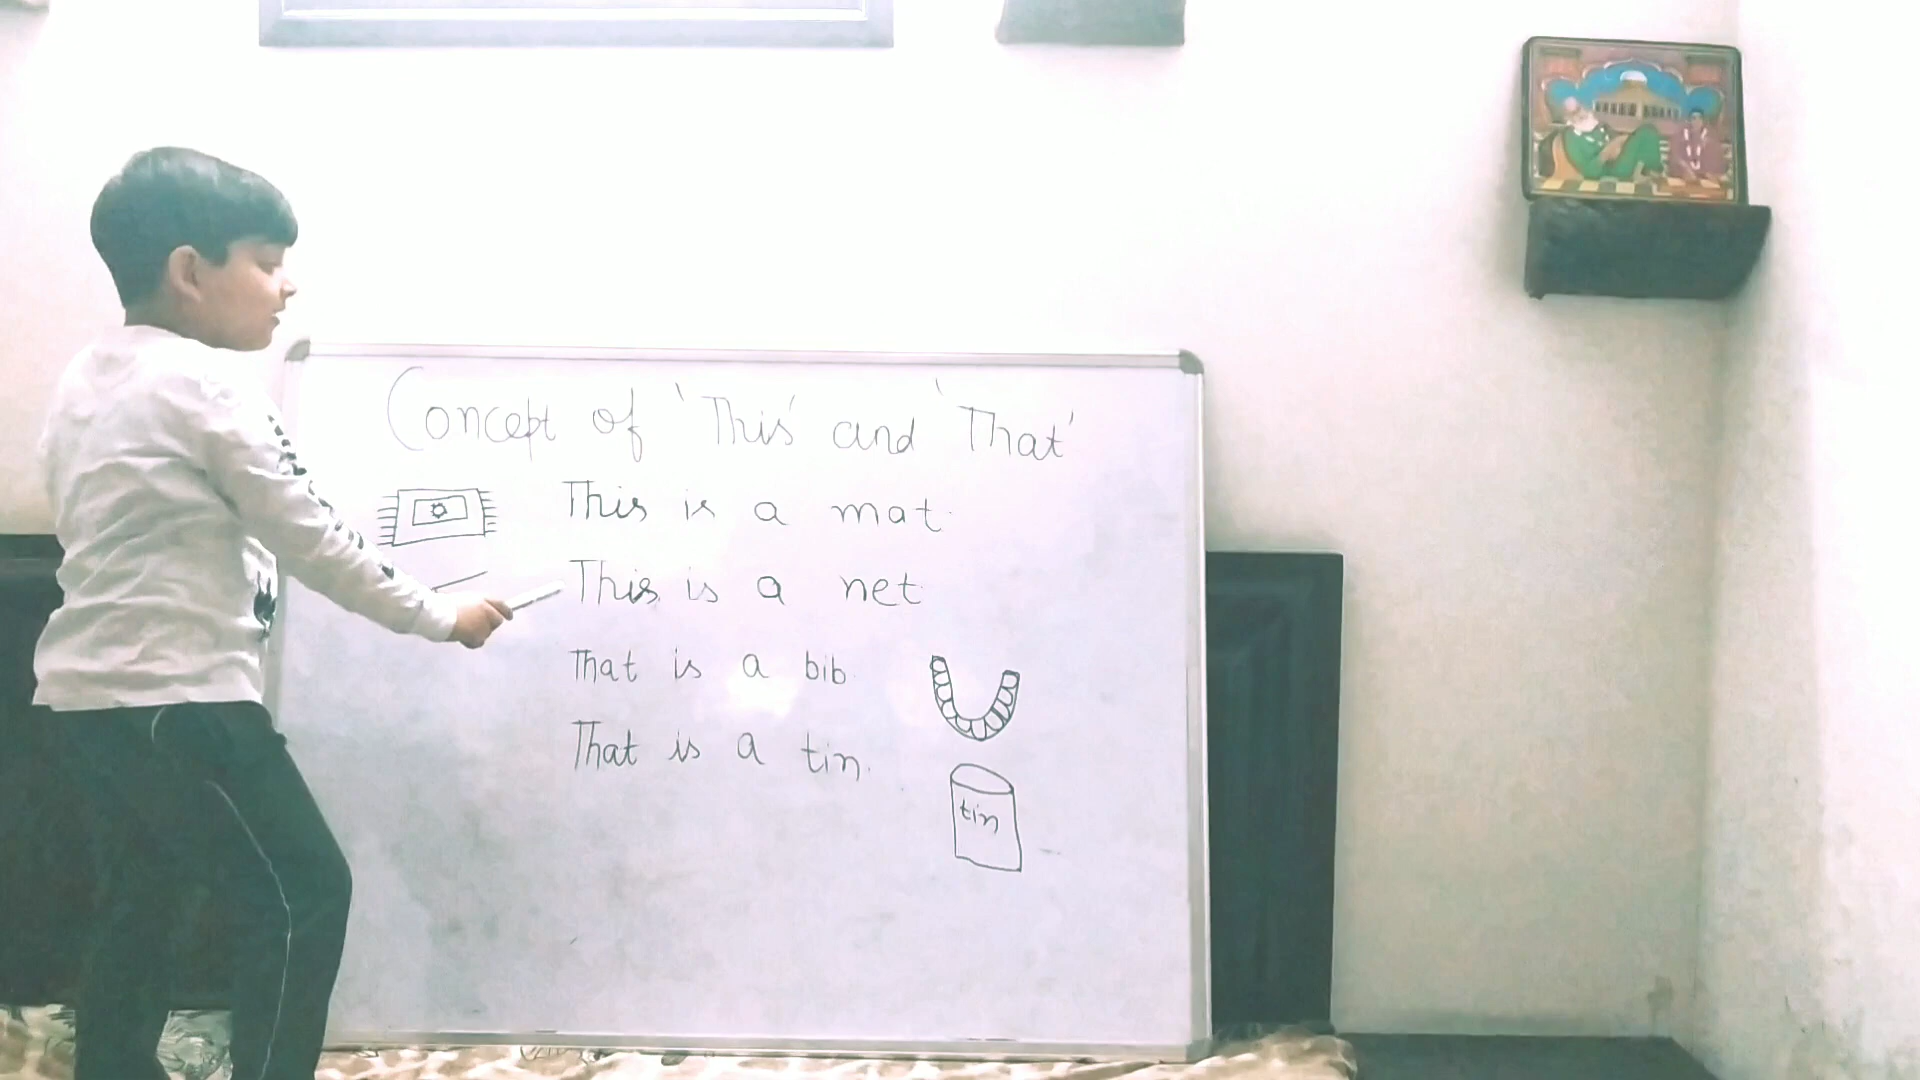 Concept of 'This' and 'That'
This is a mat.
This is a net.
That is a bib.
That is a tin.
tin